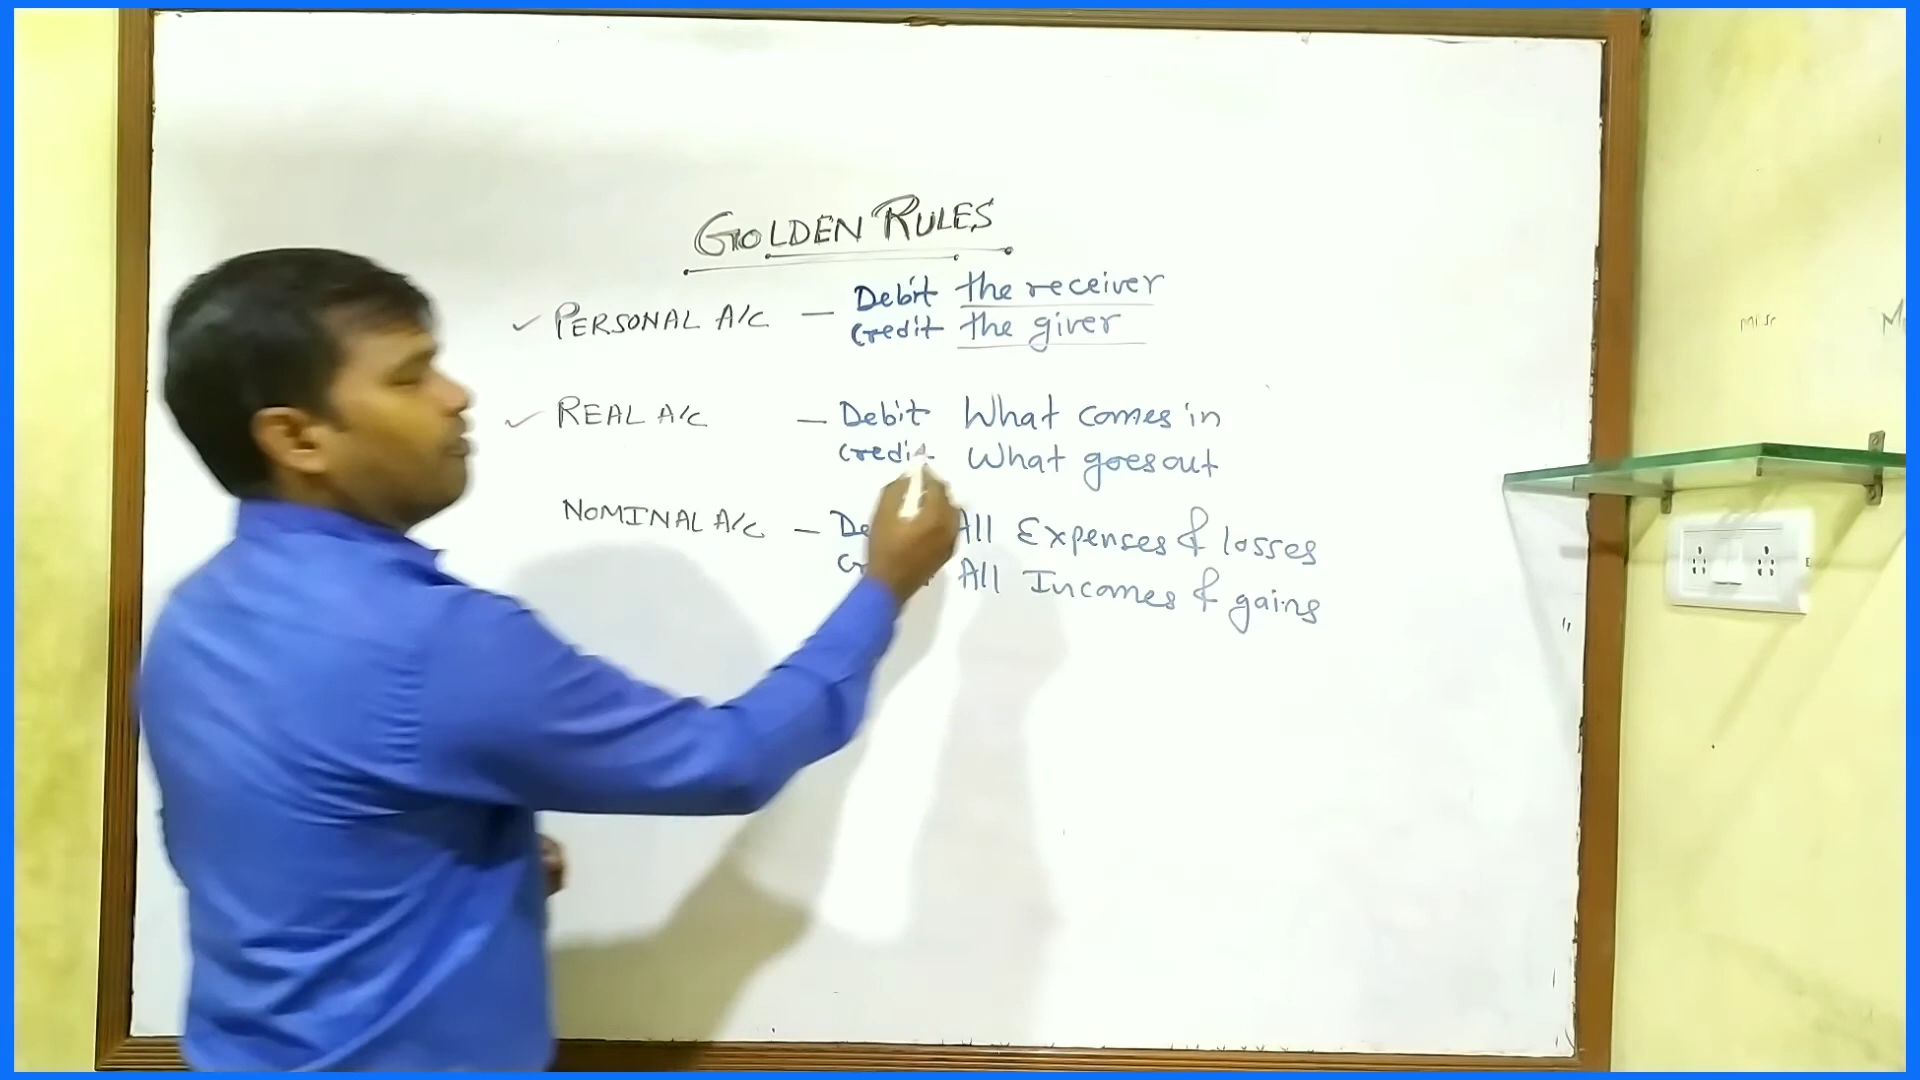 GOLDEN RULES
PERSONAL A/C — Debit the receiver
Credit the giver
REAL A/C — Debit What comes in
Credit What goes out
NOMINAL A/C — All Expenses & losses
All Incomes & gains